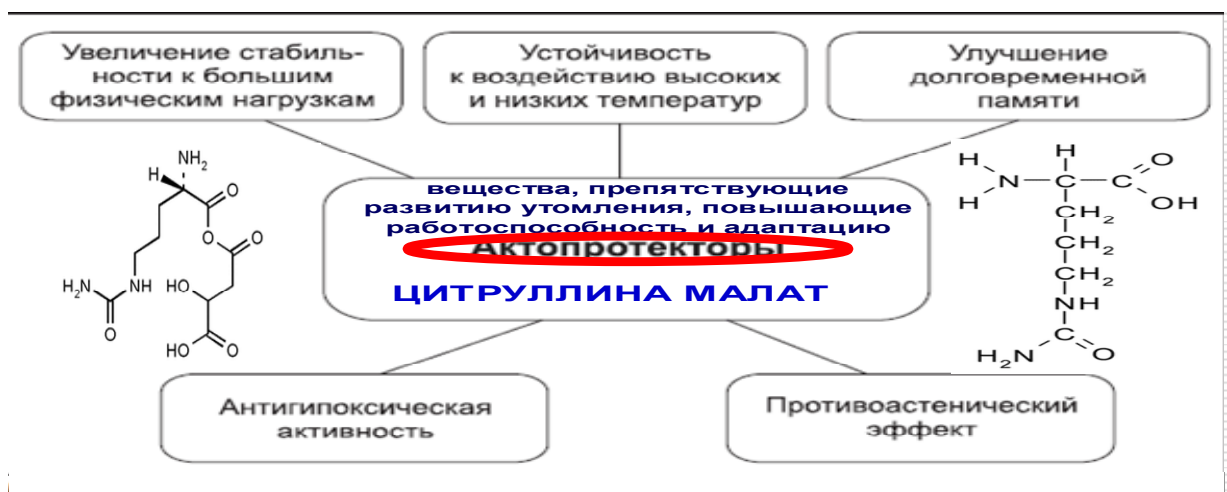 Увеличение стабиль-
ности к большим
физическим нагрузкам
Устойчивость
к воздействию высоких
и низких температур
Улучшение
долговременной
памяти
вещества, препятствующие
развитию утомления, повышающие
работоспособность и адаптацию
Актопротекторы
ЦИТРУЛЛИНА МАЛАТ
NH2
H
O
O
O
H2N
NH
HO
O
HO
O
H
H
O
N
C
C
H
OH
CH2
CH2
CH2
NH
C
H2N
O
Антигипоксическая
активность
Противоастенический
эффект